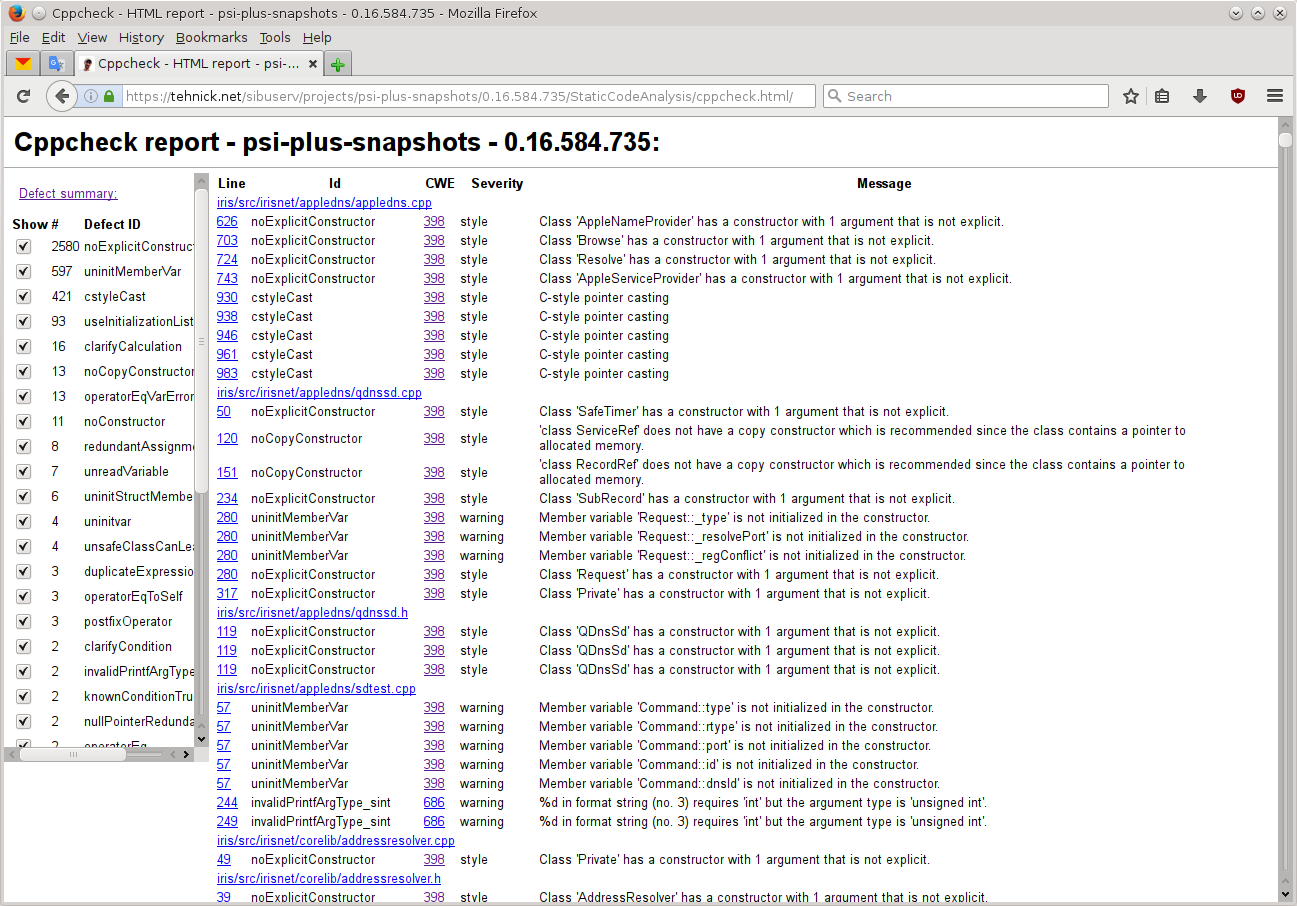 Cppcheck - HTML report - psi-plus-snapshots - 0.16.584.735 - Mozilla Firefox
File Edit View History Bookmarks Tools Help
Cppcheck - HTML report - psi-...
https://tehnick.net/sibuserv/projects/psi-plus-snapshots/0.16.584.735/StaticCodeAnalysis/cppcheck.html/
Search
Cppcheck report - psi-plus-snapshots - 0.16.584.735:
Defect summary:
Show # Defect ID
2580 noExplicitConstruct
597 uninitMemberVar
421 cstyleCast
93 useInitializationList
16 clarifyCalculation
13 noCopyConstructor
13 operatorEqVarError
11 noConstructor
8 redundantAssignme
7 unreadVariable
6 uninitStructMembe
4 uninitvar
4 unsafeClassCanLea
3 duplicateExpressio
3 operatorEqToSelf
3 postfixOperator
2 clarifyCondition
2 invalidPrintfArgType
2 knownConditionTru
2 nullPointerRedunda
2 operatorEq
Line Id CWE Severity Message
iris/src/irisnet/appledns/appledns.cpp
626 noExplicitConstructor 398 style Class 'AppleNameProvider' has a constructor with 1 argument that is not explicit.
703 noExplicitConstructor 398 style Class 'Browse' has a constructor with 1 argument that is not explicit.
724 noExplicitConstructor 398 style Class 'Resolve' has a constructor with 1 argument that is not explicit.
743 noExplicitConstructor 398 style Class 'AppleServiceProvider' has a constructor with 1 argument that is not explicit.
930 cstyleCast 398 style C-style pointer casting
938 cstyleCast 398 style C-style pointer casting
946 cstyleCast 398 style C-style pointer casting
961 cstyleCast 398 style C-style pointer casting
983 cstyleCast 398 style C-style pointer casting
iris/src/irisnet/appledns/qdnssd.cpp
50 noExplicitConstructor 398 style Class 'SafeTimer' has a constructor with 1 argument that is not explicit.
120 noCopyConstructor 398 style 'class ServiceRef' does not have a copy constructor which is recommended since the class contains a pointer to
allocated memory.
151 noCopyConstructor 398 style 'class RecordRef' does not have a copy constructor which is recommended since the class contains a pointer to
allocated memory.
234 noExplicitConstructor 398 style Class 'SubRecord' has a constructor with 1 argument that is not explicit.
280 uninitMemberVar 398 warning Member variable 'Request::_type' is not initialized in the constructor.
280 uninitMemberVar 398 warning Member variable 'Request::_resolvePort' is not initialized in the constructor.
280 uninitMemberVar 398 warning Member variable 'Request::_regConflict' is not initialized in the constructor.
280 noExplicitConstructor 398 style Class 'Request' has a constructor with 1 argument that is not explicit.
317 noExplicitConstructor 398 style Class 'Private' has a constructor with 1 argument that is not explicit.
iris/src/irisnet/appledns/qdnssd.h
119 noExplicitConstructor 398 style Class 'QDnsSd' has a constructor with 1 argument that is not explicit.
119 noExplicitConstructor 398 style Class 'QDnsSd' has a constructor with 1 argument that is not explicit.
119 noExplicitConstructor 398 style Class 'QDnsSd' has a constructor with 1 argument that is not explicit.
iris/src/irisnet/appledns/sdtest.cpp
57 uninitMemberVar 398 warning Member variable 'Command::type' is not initialized in the constructor.
57 uninitMemberVar 398 warning Member variable 'Command::rtype' is not initialized in the constructor.
57 uninitMemberVar 398 warning Member variable 'Command::port' is not initialized in the constructor.
57 uninitMemberVar 398 warning Member variable 'Command::id' is not initialized in the constructor.
57 uninitMemberVar 398 warning Member variable 'Command::dnsId' is not initialized in the constructor.
244 invalidPrintfArgType_sint 686 warning %d in format string (no. 3) requires 'int' but the argument type is 'unsigned int'.
249 invalidPrintfArgType_sint 686 warning %d in format string (no. 3) requires 'int' but the argument type is 'unsigned int'.
iris/src/irisnet/corelib/addressresolver.cpp
49 noExplicitConstructor 398 style Class 'Private' has a constructor with 1 argument that is not explicit.
iris/src/irisnet/corelib/addressresolver.h
39 noExplicitConstructor 398 style Class 'AddressResolver' has a constructor with 1 argument that is not explicit.